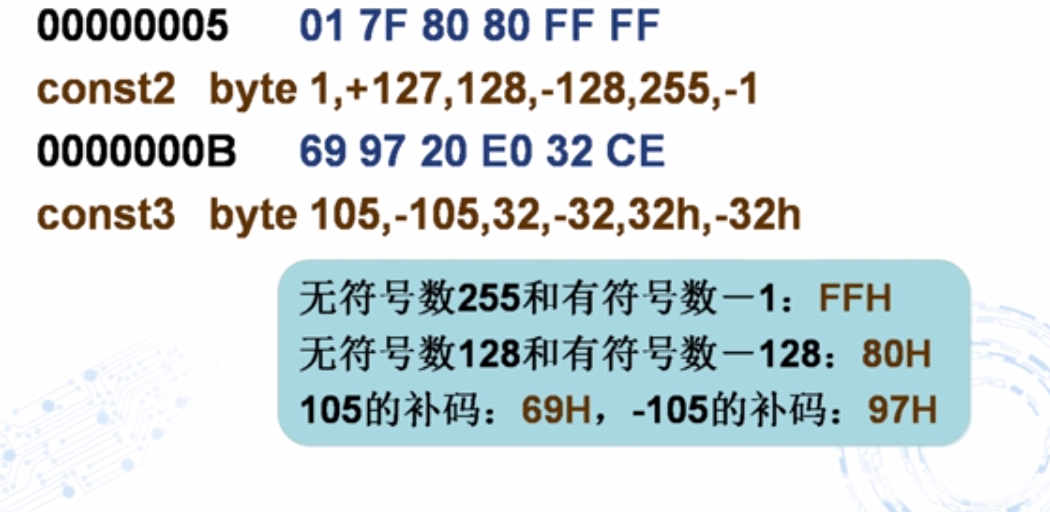 00000005 01 7F 80 80 FF FF
const2 byte 1,+127,128,-128,255,-1
0000000B 69 97 20 E0 32 CE
const3 byte 105,-105,32,-32,32h,-32h
无符号数255和有符号数－1：FFH
无符号数128和有符号数－128：80H
105的补码：69H，-105的补码：97H